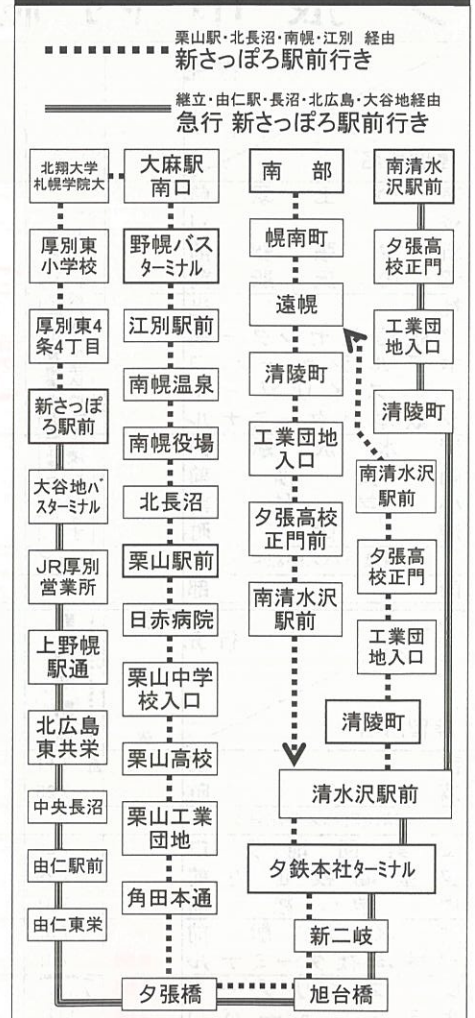 栗山駅・北長沼・南幌・江別 経由
新さっぽろ駅前行き
継立・由仁駅・長沼・北広島・大谷地経由
急行 新さっぽろ駅前行き
北翔大学
札幌学院大
厚別東
小学校
厚別東4
条4丁目
新さっぽ
ろ駅前
大谷地バ
スターミナル
JR厚別
営業所
上野幌
駅通
北広島
東共栄
中央長沼
由仁駅前
由仁東栄
大麻駅
南口
野幌バス
ターミナル
江別駅前
南幌温泉
南幌役場
北長沼
栗山駅前
日赤病院
栗山中学
校入口
栗山高校
栗山工業
団地
角田本通
夕張橋
南 部
幌南町
遠幌
清陵町
工業団地
入口
夕張高校
正門前
南清水沢
駅前
南清水
沢駅前
夕張高
校正門
工業団
地入口
清陵町
南清水沢
駅前
夕張高
校正門
工業団
地入口
清陵町
清水沢駅前
夕鉄本社ターミナル
新二岐
旭台橋